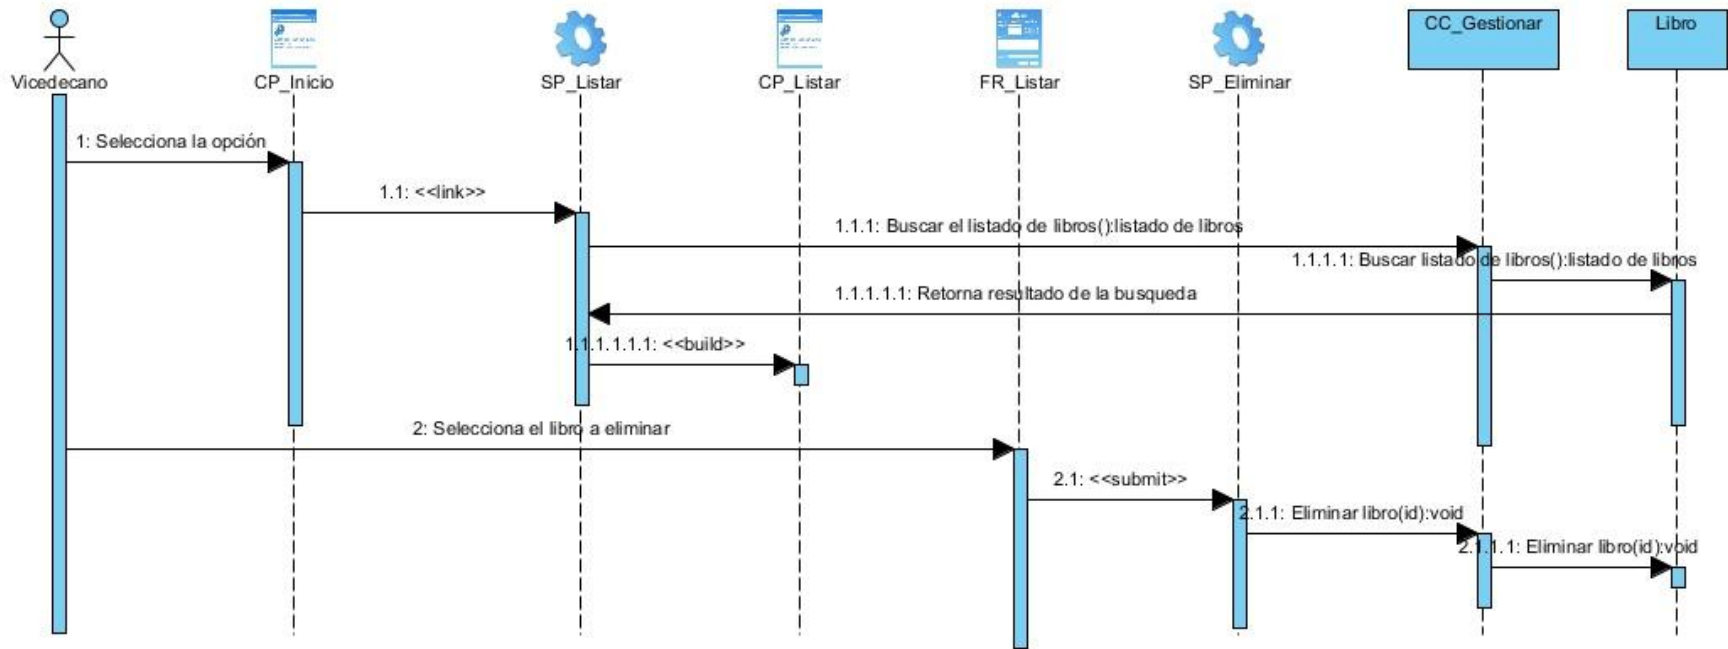 CC_Gestionar
Libro
Vicedecano
CP_Inicio
SP_Listar
CP_Listar
FR_Listar
SP_Eliminar
1: Selecciona la opción
1.1: <<link>>
1.1.1: Buscar el listado de libros():listado de libros
1.1.1.1: Buscar listado de libros():listado de libros
1.1.1.1.1: Retorna resultado de la busqueda
1.1.1.1.1.1: <<build>>
2: Selecciona el libro a eliminar
2.1: <<submit>>
2.1.1: Eliminar libro(id):void
2.1.1.1: Eliminar libro(id):void